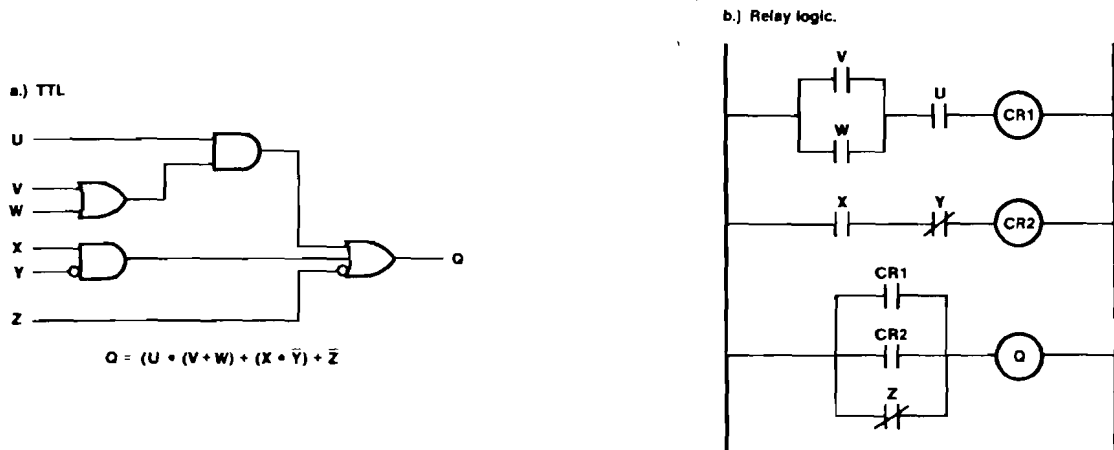 a.) TTL
U
V
W
X
Y
Z
Q
Q = (U • (V + W) + (X • Y̅) + Z̅
b.) Relay logic.
V
U
CR1
W
X
Y
CR2
CR1
CR2
Q
Z